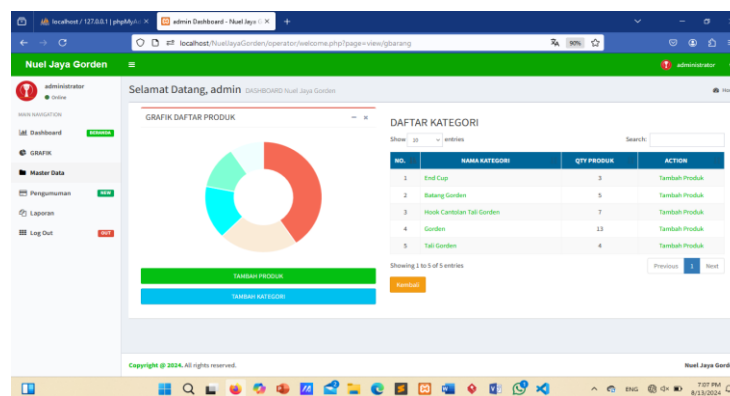 localhost / 127.0.0.1 | phpMyAd
admin Dashboard - Nuel Jaya G
localhost/NuelJayaGorden/operator/welcome.php?page=view/gbarang
90%
Nuel Jaya Gorden
administrator
administrator
Online
Selamat Datang, admin DASHBOARD Nuel Jaya Gorden
MAIN NAVIGATION
Dashboard
BERANDA
GRAFIK
Master Data
Pengumuman
NEW
Laporan
Log Out
OUT
GRAFIK DAFTAR PRODUK
TAMBAH PRODUK
TAMBAH KATEGORI
DAFTAR KATEGORI
Show 10 entries
Search:
NO. NAMA KATEGORI QTY PRODUK ACTION
1 End Cup 3 Tambah Produk
2 Batang Gorden 5 Tambah Produk
3 Hook Cantolan Tali Gorden 7 Tambah Produk
4 Gorden 13 Tambah Produk
5 Tali Gorden 4 Tambah Produk
Showing 1 to 5 of 5 entries
Previous 1 Next
Kembali
Copyright @ 2024. All rights reserved.
Nuel Jaya Gord
ENG
7:07 PM
8/13/2024